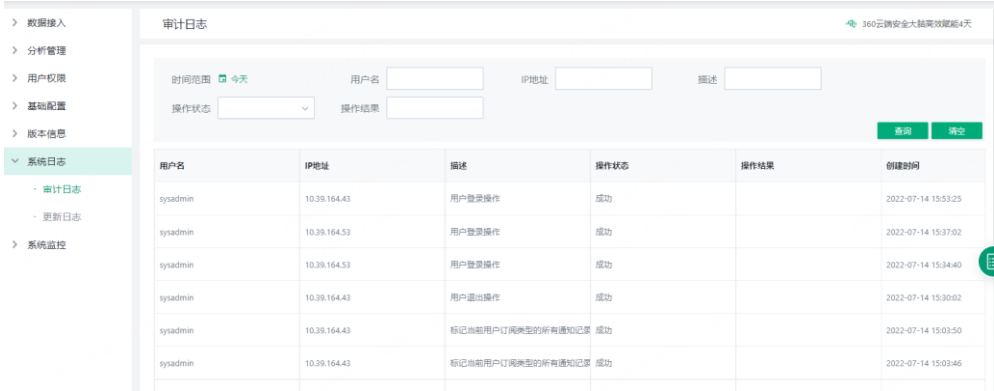 数据接入
分析管理
用户权限
基础配置
版本信息
系统日志
· 审计日志
· 更新日志
系统监控
审计日志
360云端安全大脑高效赋能4天
时间范围 今天 用户名 IP地址 描述
操作状态 操作结果
查询 清空
用户名 IP地址 描述 操作状态 操作结果 创建时间
sysadmin 10.39.164.43 用户登录操作 成功 2022-07-14 15:53:25
sysadmin 10.39.164.53 用户登录操作 成功 2022-07-14 15:37:02
sysadmin 10.39.164.53 用户登录操作 成功 2022-07-14 15:34:40
sysadmin 10.39.164.43 用户退出操作 成功 2022-07-14 15:30:02
sysadmin 10.39.164.43 标记当前用户订阅类型的所有通知记录 成功 2022-07-14 15:03:50
sysadmin 10.39.164.43 标记当前用户订阅类型的所有通知记录 成功 2022-07-14 15:03:46